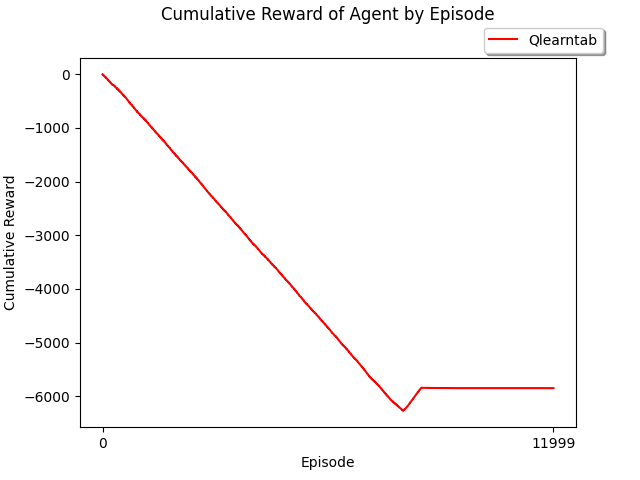 Cumulative Reward of Agent by Episode
Qlearntab
0
−1000
−2000
−3000
−4000
−5000
−6000
Cumulative Reward
0
11999
Episode